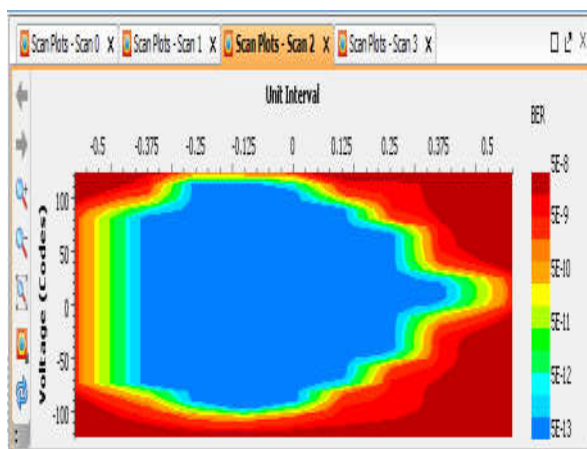 Scan Plots - Scan 0 X Scan Plots - Scan 1 X Scan Plots - Scan 2 X Scan Plots - Scan 3 X
Unit Interval
BER
-0.5 -0.375 -0.25 -0.125 0 0.125 0.25 0.375 0.5
Voltage (Codes)
100
50
0
-50
-100
5E-8
5E-9
5E-10
5E-11
5E-12
5E-13